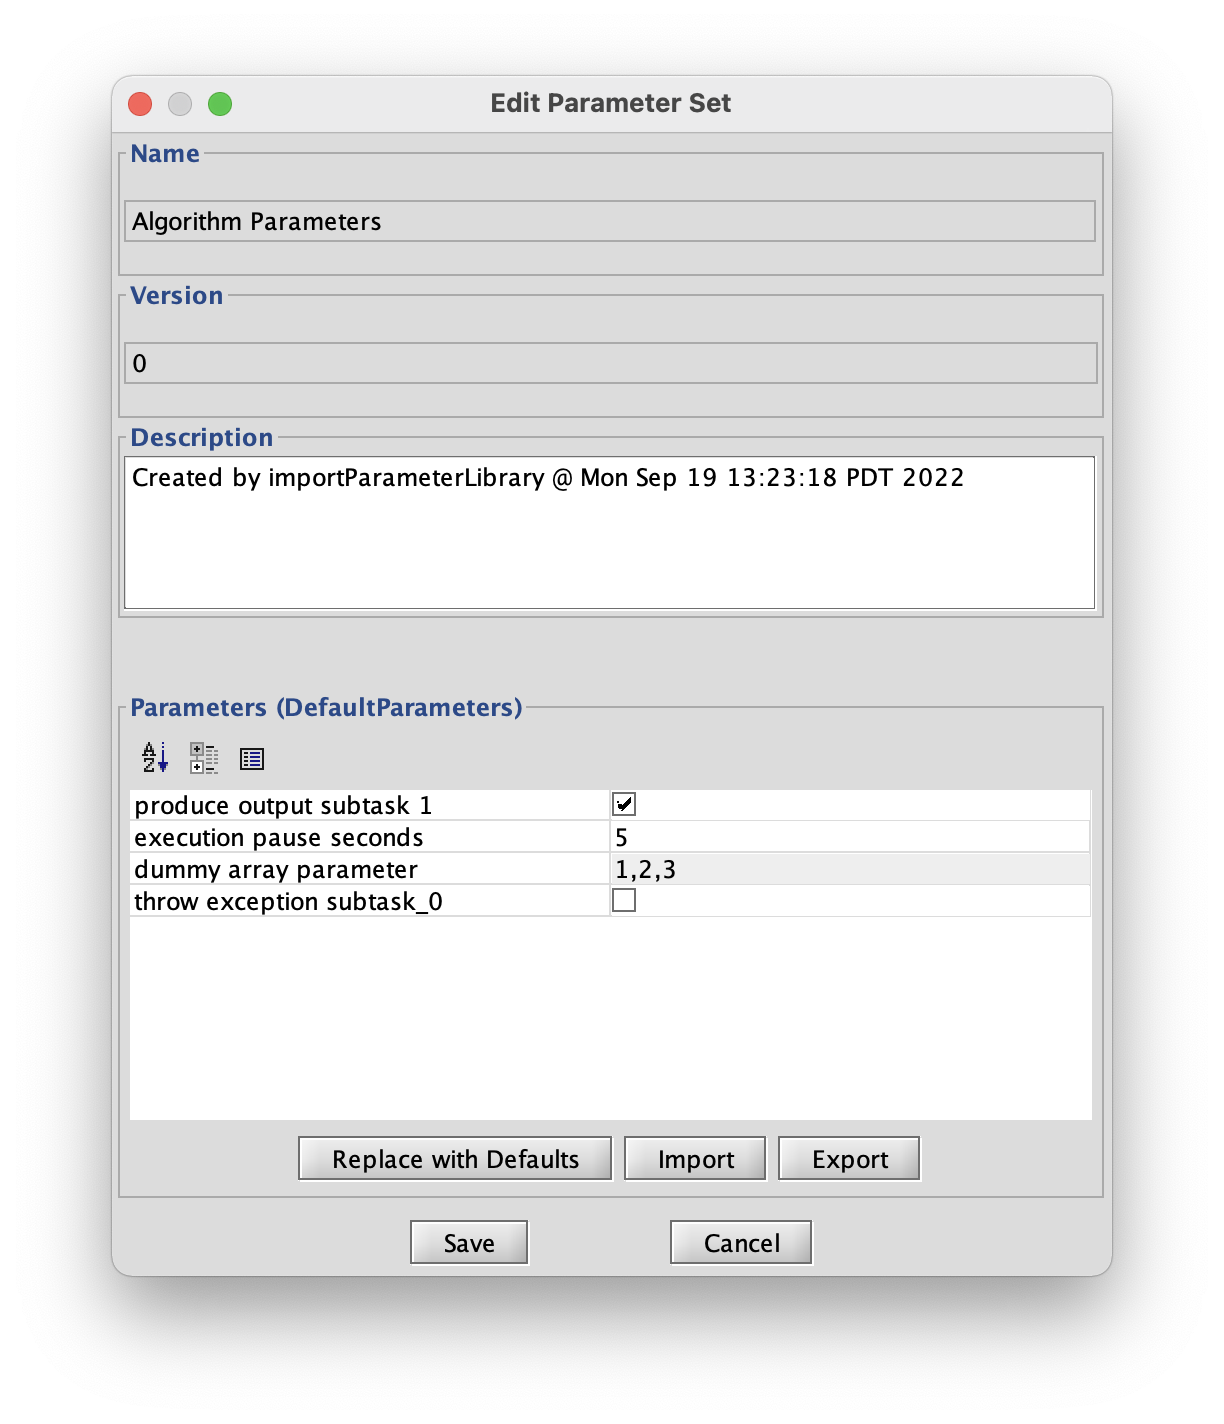 Edit Parameter Set
Name
Algorithm Parameters
Version
0
Description
Created by importParameterLibrary @ Mon Sep 19 13:23:18 PDT 2022
Parameters (DefaultParameters)
produce output subtask 1
execution pause seconds 5
dummy array parameter 1,2,3
throw exception subtask_0
Replace with Defaults Import Export
Save Cancel